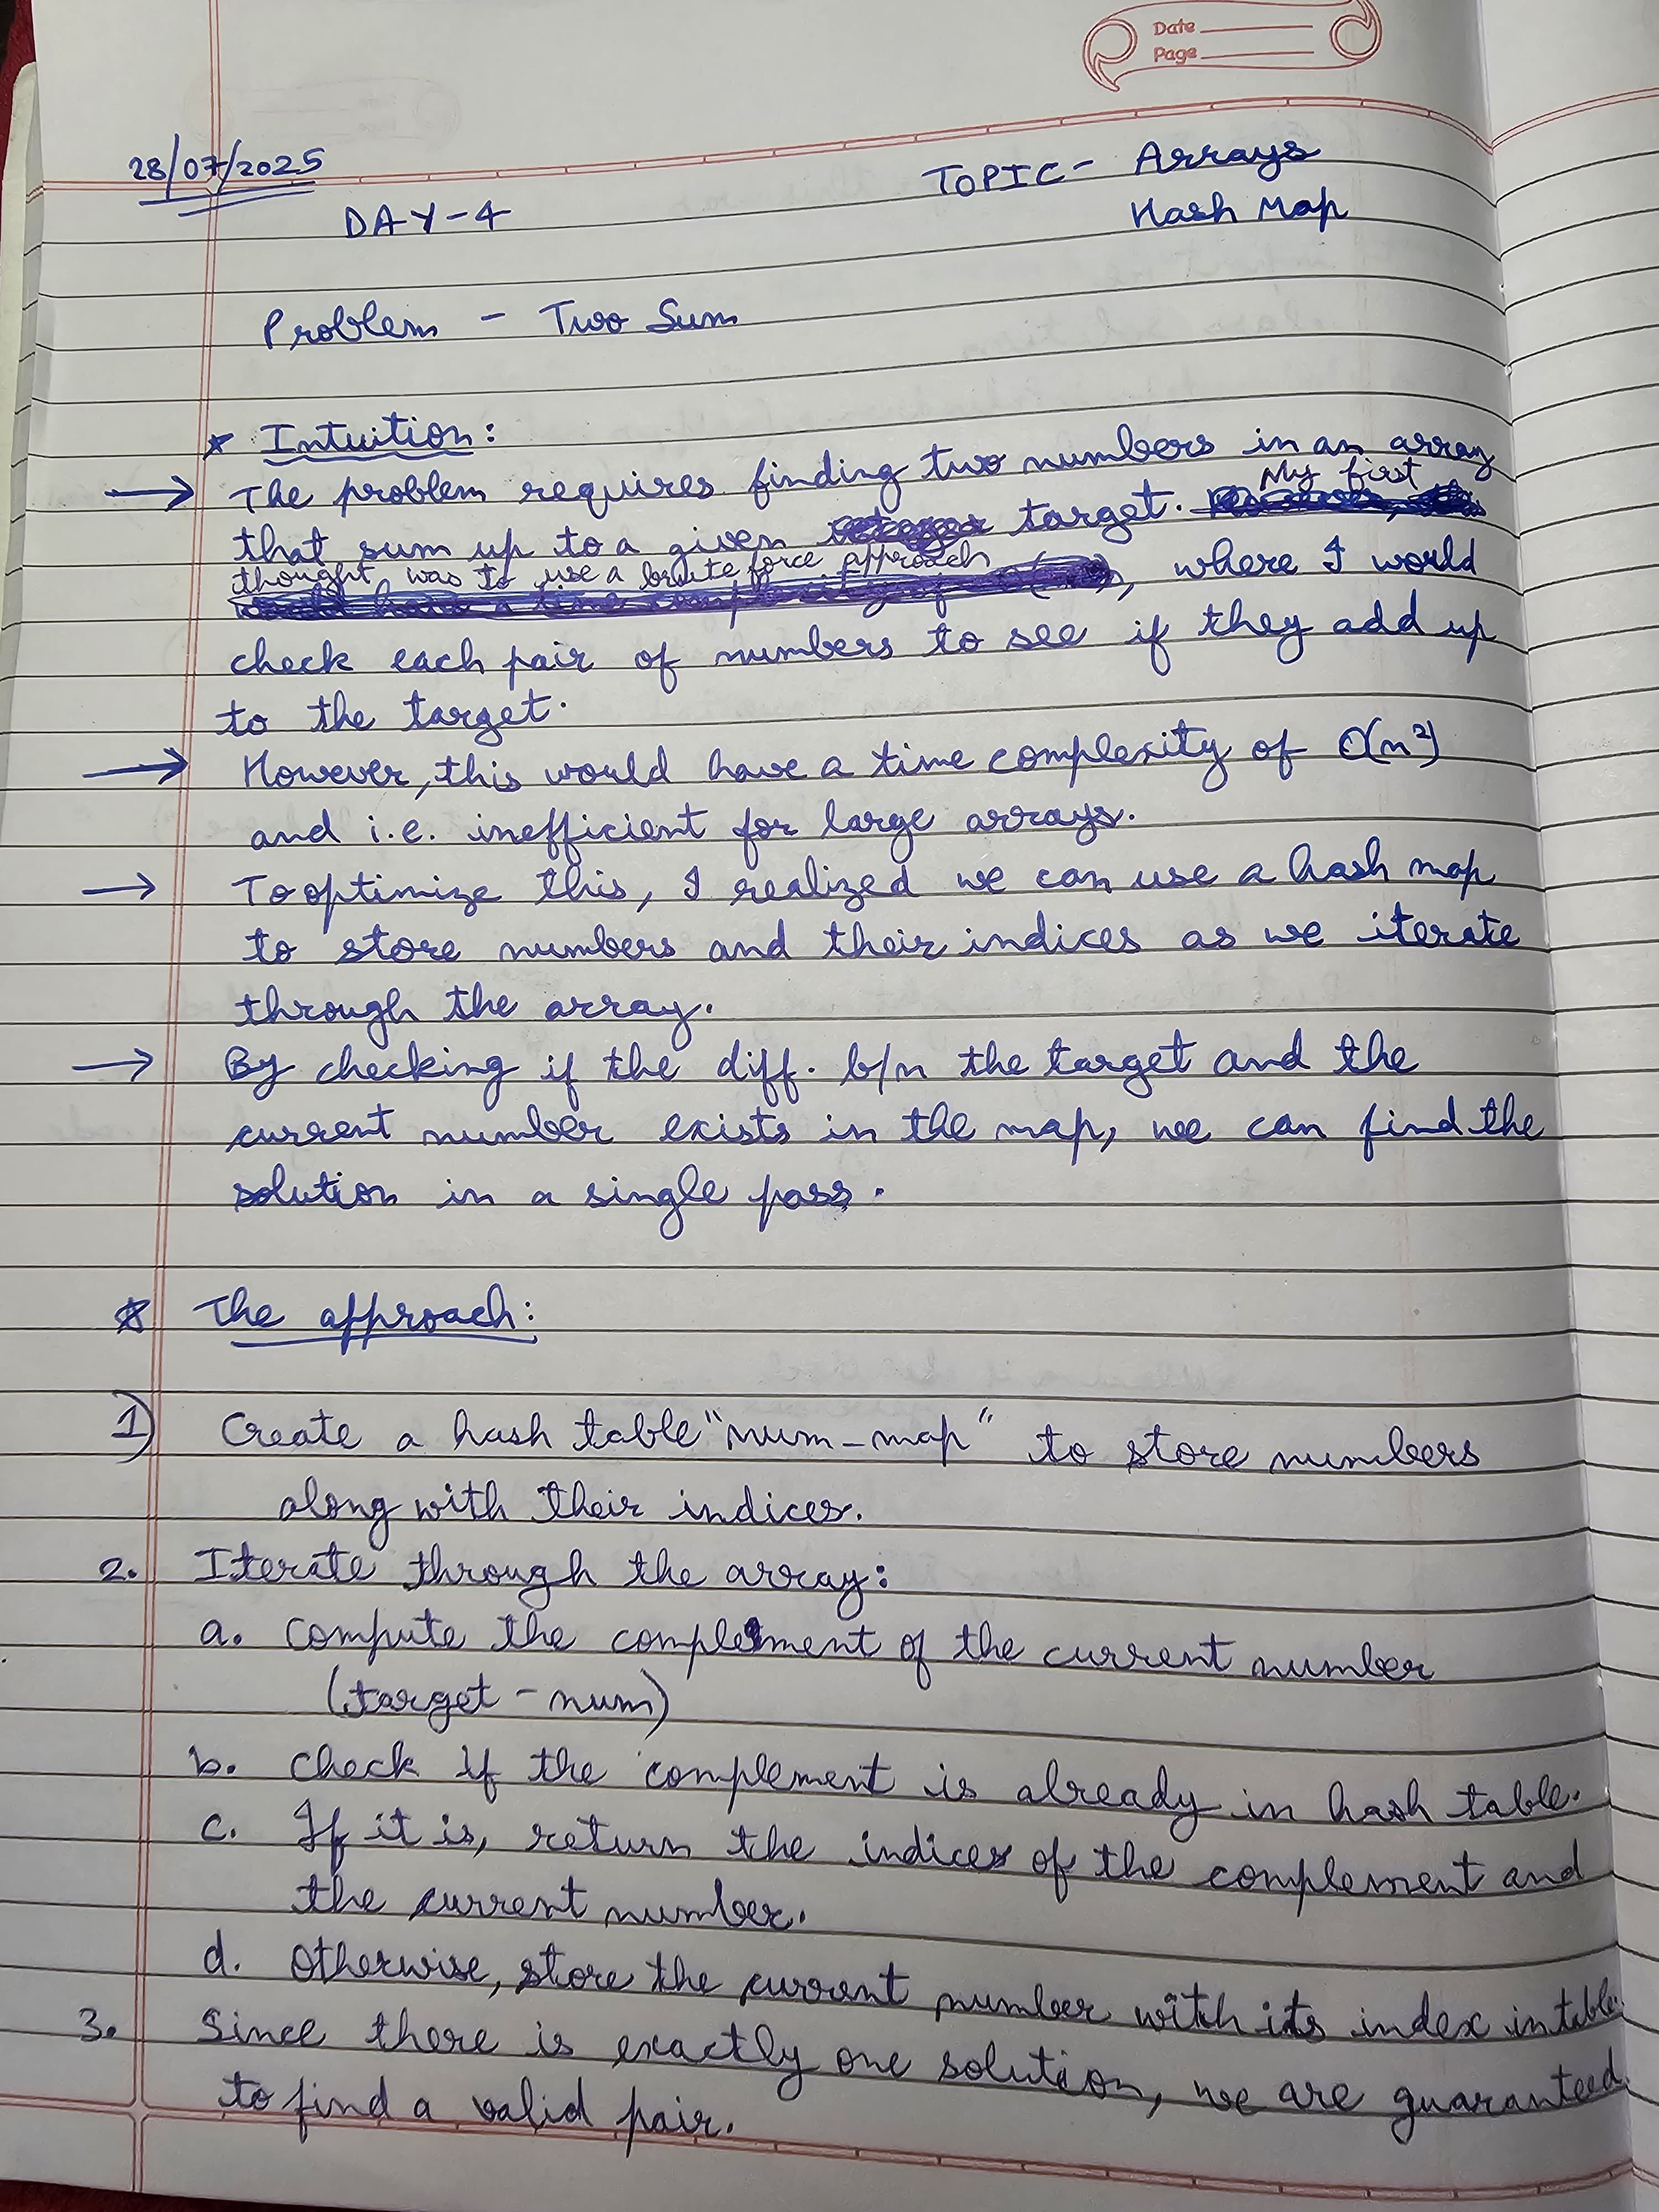 Date
Page
28/07/2025
TOPIC - Arrays
DAY-4
Hash Map
Problem - Two Sum
* Intuition:
→ The problem requires finding two numbers in an array
that sum up to a given target. My first
thought was to use a brute force approach, where I would
check each pair of numbers to see if they add up
to the target.
→ However, this would have a time complexity of O(n²)
and i.e. inefficient for large arrays.
→ To optimize this, I realized we can use a hash map
to store numbers and their indices as we iterate
through the array.
→ By checking if the diff. b/n the target and the
current number exists in the map, we can find the
solution in a single pass.
* The approach:
1) Create a hash table "num-map" to store numbers
along with their indices.
2. Iterate through the array:
a. Compute the complement of the current number
(target - num)
b. Check if the complement is already in hash table.
c. If it is, return the indices of the complement and
the current number.
d. Otherwise, store the current number with its index in table.
3. Since there is exactly one solution, we are guaranteed
to find a valid pair.